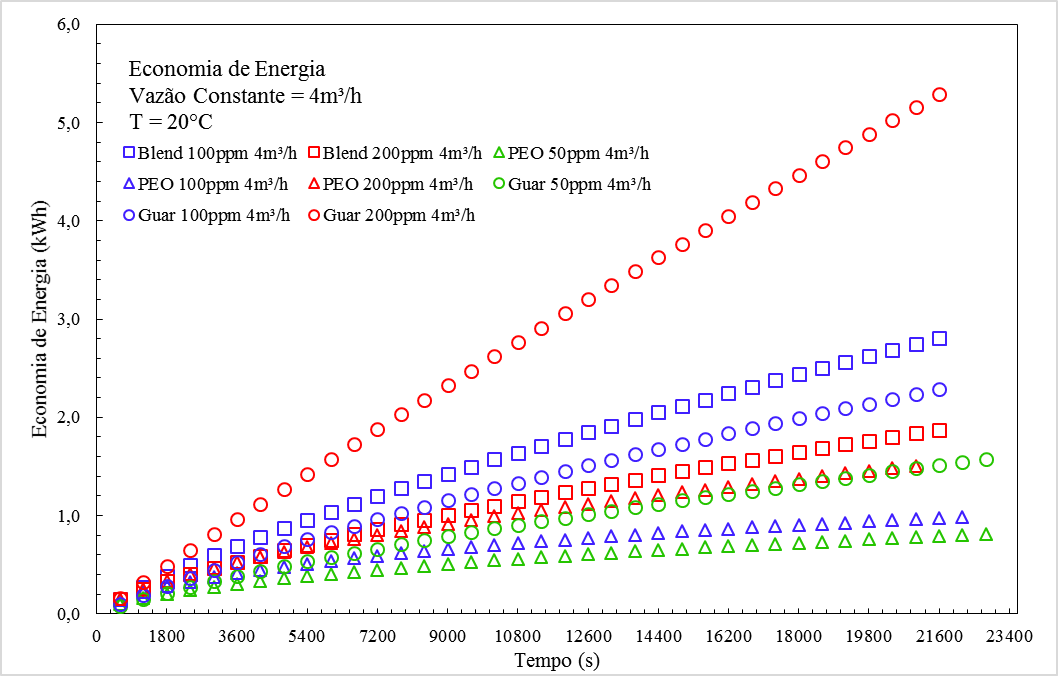 6,0
5,0
4,0
3,0
2,0
1,0
0,0
Economia de Energia (kWh)
Economia de Energia
Vazão Constante = 4m³/h
T = 20°C
Blend 100ppm 4m³/h Blend 200ppm 4m³/h PEO 50ppm 4m³/h
PEO 100ppm 4m³/h PEO 200ppm 4m³/h Guar 50ppm 4m³/h
Guar 100ppm 4m³/h Guar 200ppm 4m³/h
0 1800 3600 5400 7200 9000 10800 12600 14400 16200 18000 19800 21600 23400
Tempo (s)